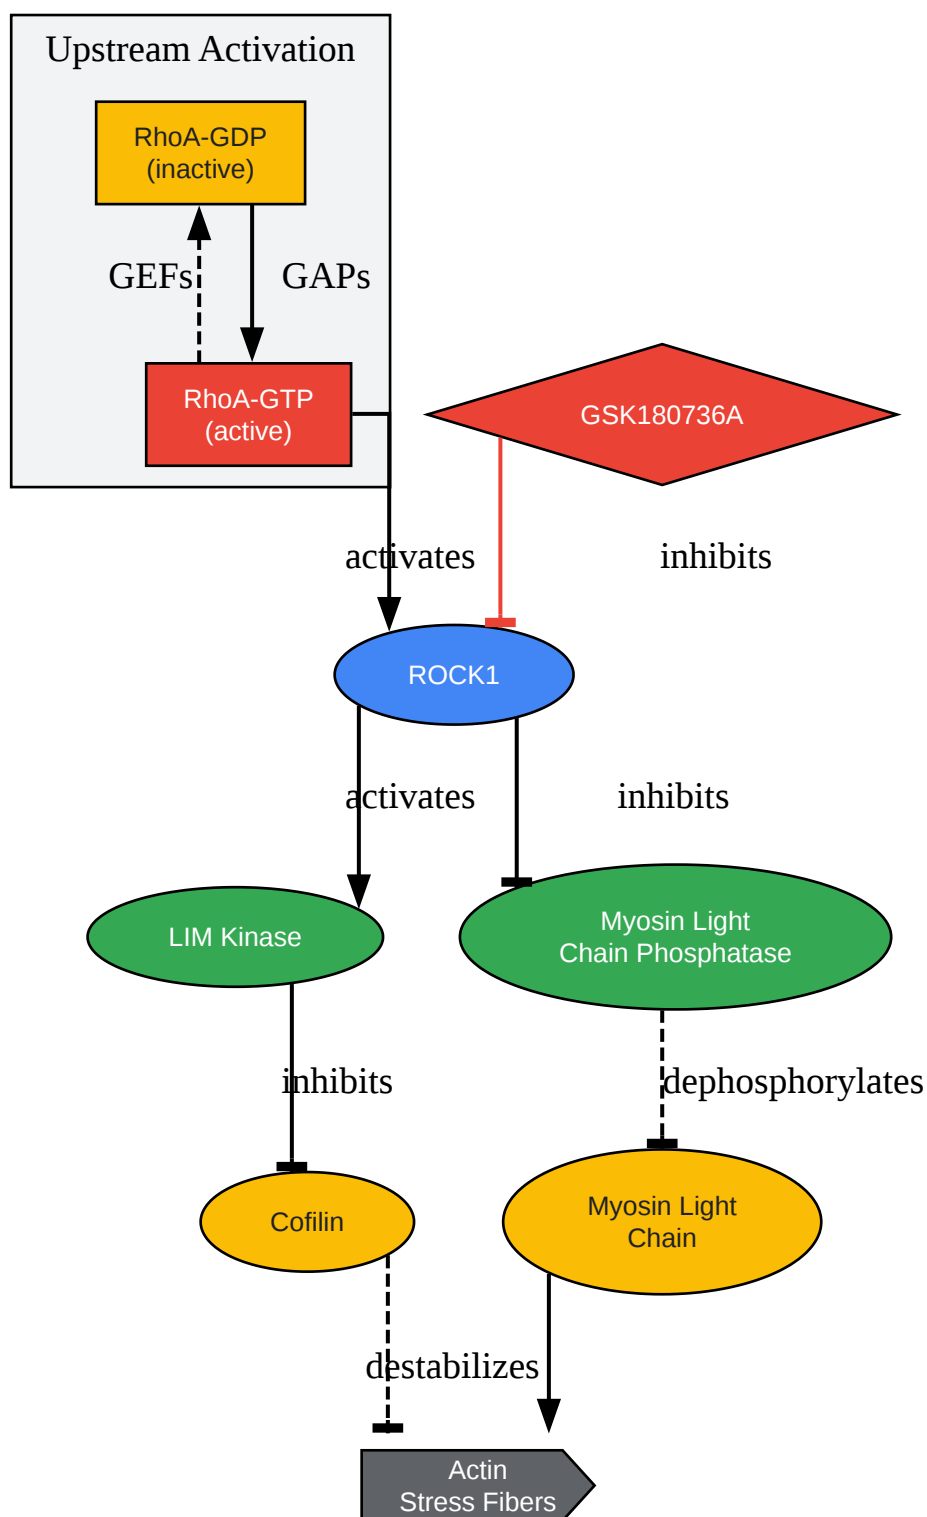 Upstream Activation
RhoA-GDP
(inactive)
GEFs
GAPs
RhoA-GTP
(active)
GSK180736A
activates
inhibits
ROCK1
activates
inhibits
LIM Kinase
Myosin Light
Chain Phosphatase
inhibits
dephosphorylates
Cofilin
Myosin Light
Chain
destabilizes
Actin
Stress Fibers